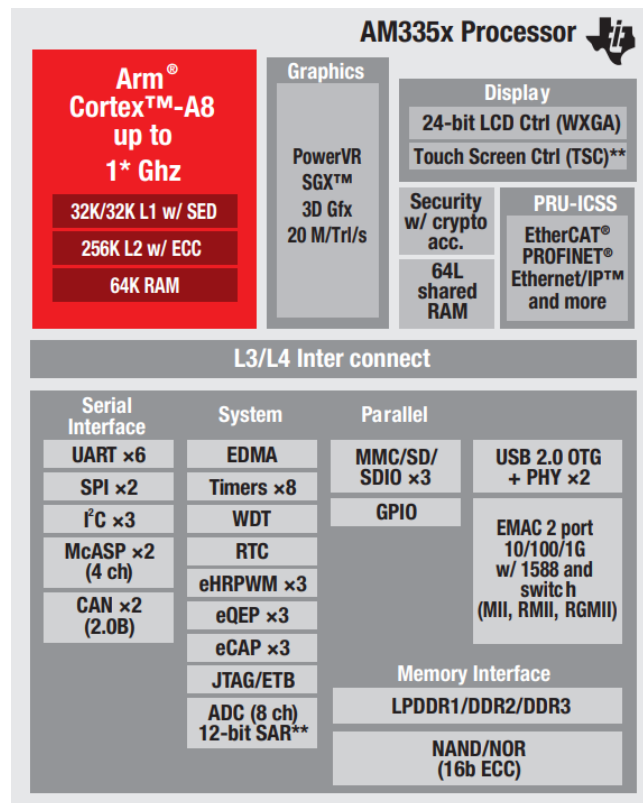 AM335x Processor
Arm®
Cortex™-A8
up to
1* Ghz
32K/32K L1 w/ SED
256K L2 w/ ECC
64K RAM
Graphics
PowerVR
SGX™
3D Gfx
20 M/Trl/s
Display
24-bit LCD Ctrl (WXGA)
Touch Screen Ctrl (TSC)**
Security
w/ crypto
acc.
64L
shared
RAM
PRU-ICSS
EtherCAT®
PROFINET®
Ethernet/IP™
and more
L3/L4 Inter connect
Serial
Interface
UART ×6
SPI ×2
I²C ×3
McASP ×2
(4 ch)
CAN ×2
(2.0B)
System
EDMA
Timers ×8
WDT
RTC
eHRPWM ×3
eQEP ×3
eCAP ×3
JTAG/ETB
ADC (8 ch)
12-bit SAR**
Parallel
MMC/SD/
SDIO ×3
GPIO
USB 2.0 OTG
+ PHY ×2
EMAC 2 port
10/100/1G
w/ 1588 and
switch
(MII, RMII, RGMII)
Memory Interface
LPDDR1/DDR2/DDR3
NAND/NOR
(16b ECC)